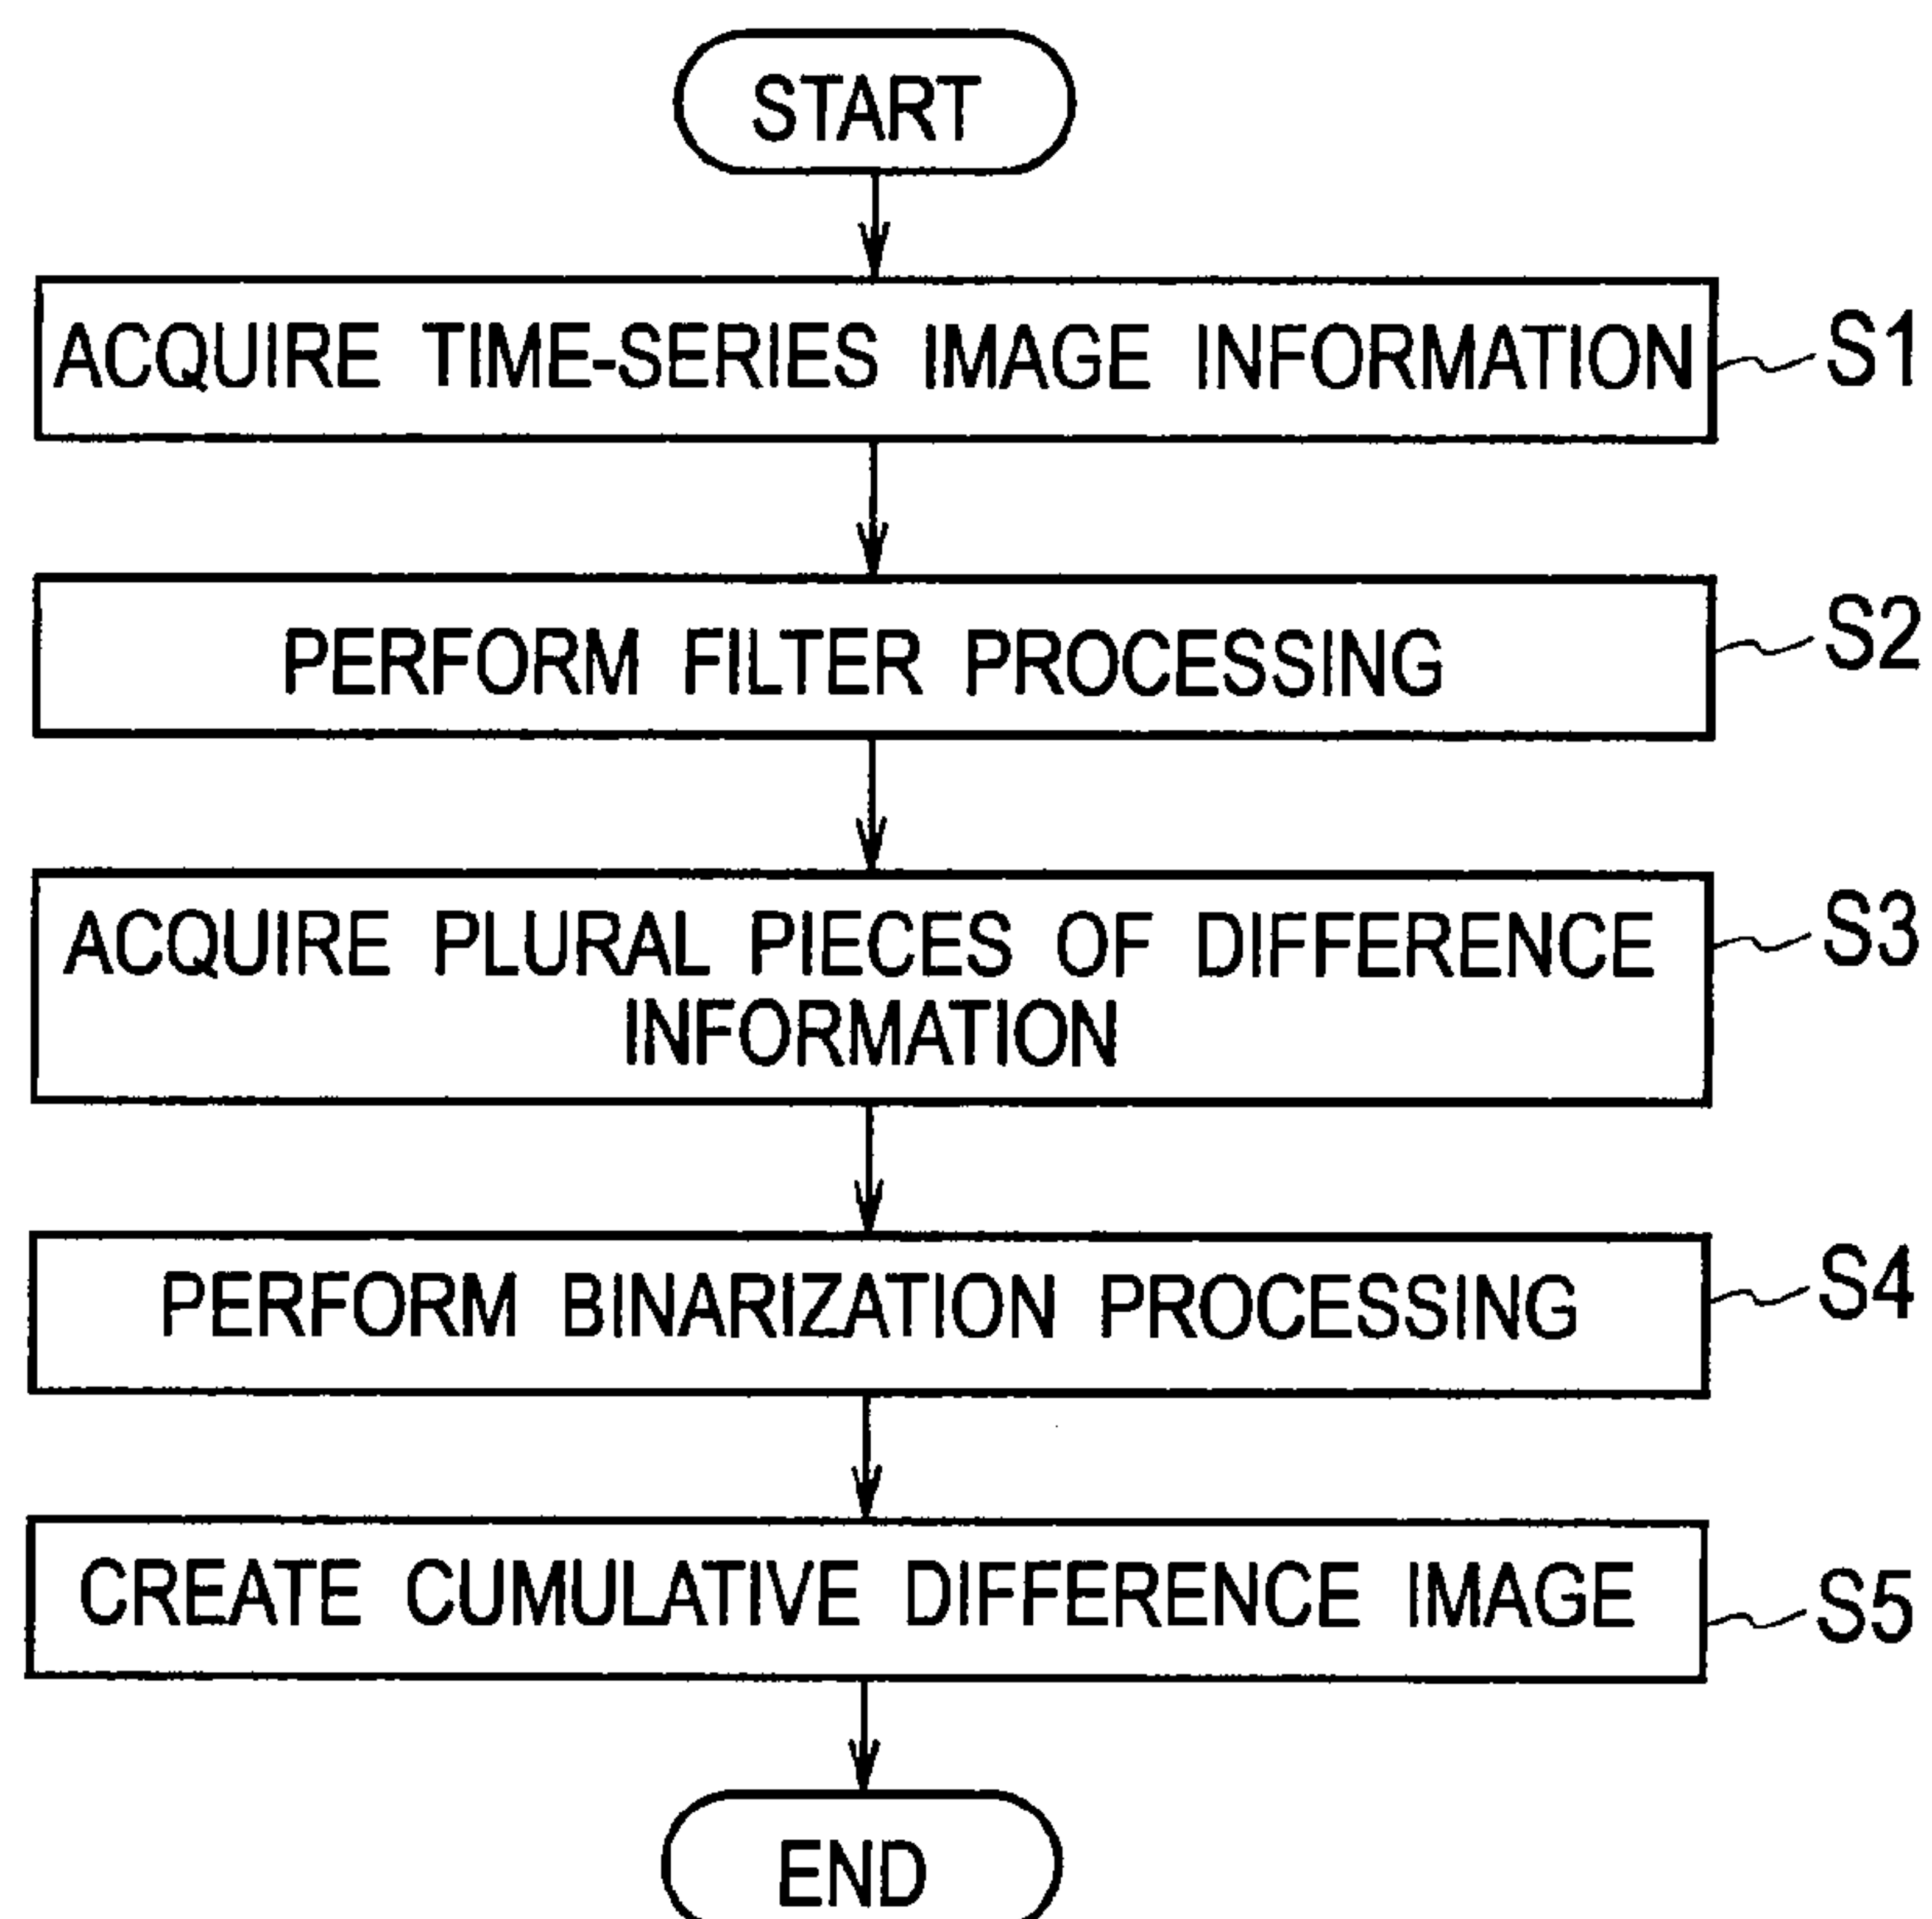 START
ACQUIRE TIME-SERIES IMAGE INFORMATION
S1
PERFORM FILTER PROCESSING
S2
ACQUIRE PLURAL PIECES OF DIFFERENCE
INFORMATION
S3
PERFORM BINARIZATION PROCESSING
S4
CREATE CUMULATIVE DIFFERENCE IMAGE
S5
END